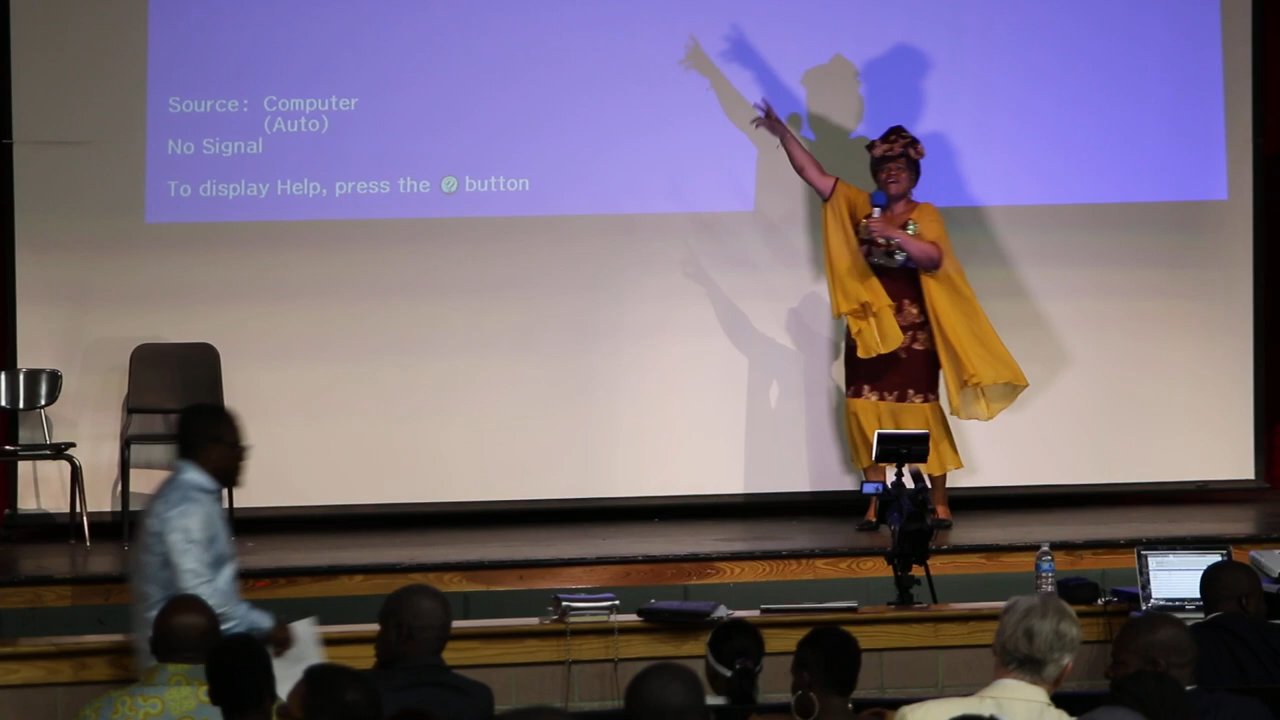 Source: Computer
(Auto)
No Signal
To display Help, press the ? button